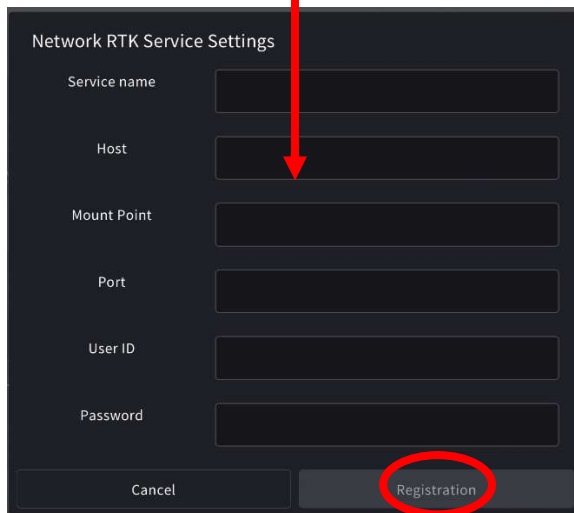 Network RTK Service Settings
Service name
Host
Mount Point
Port
User ID
Password
Cancel
Registration